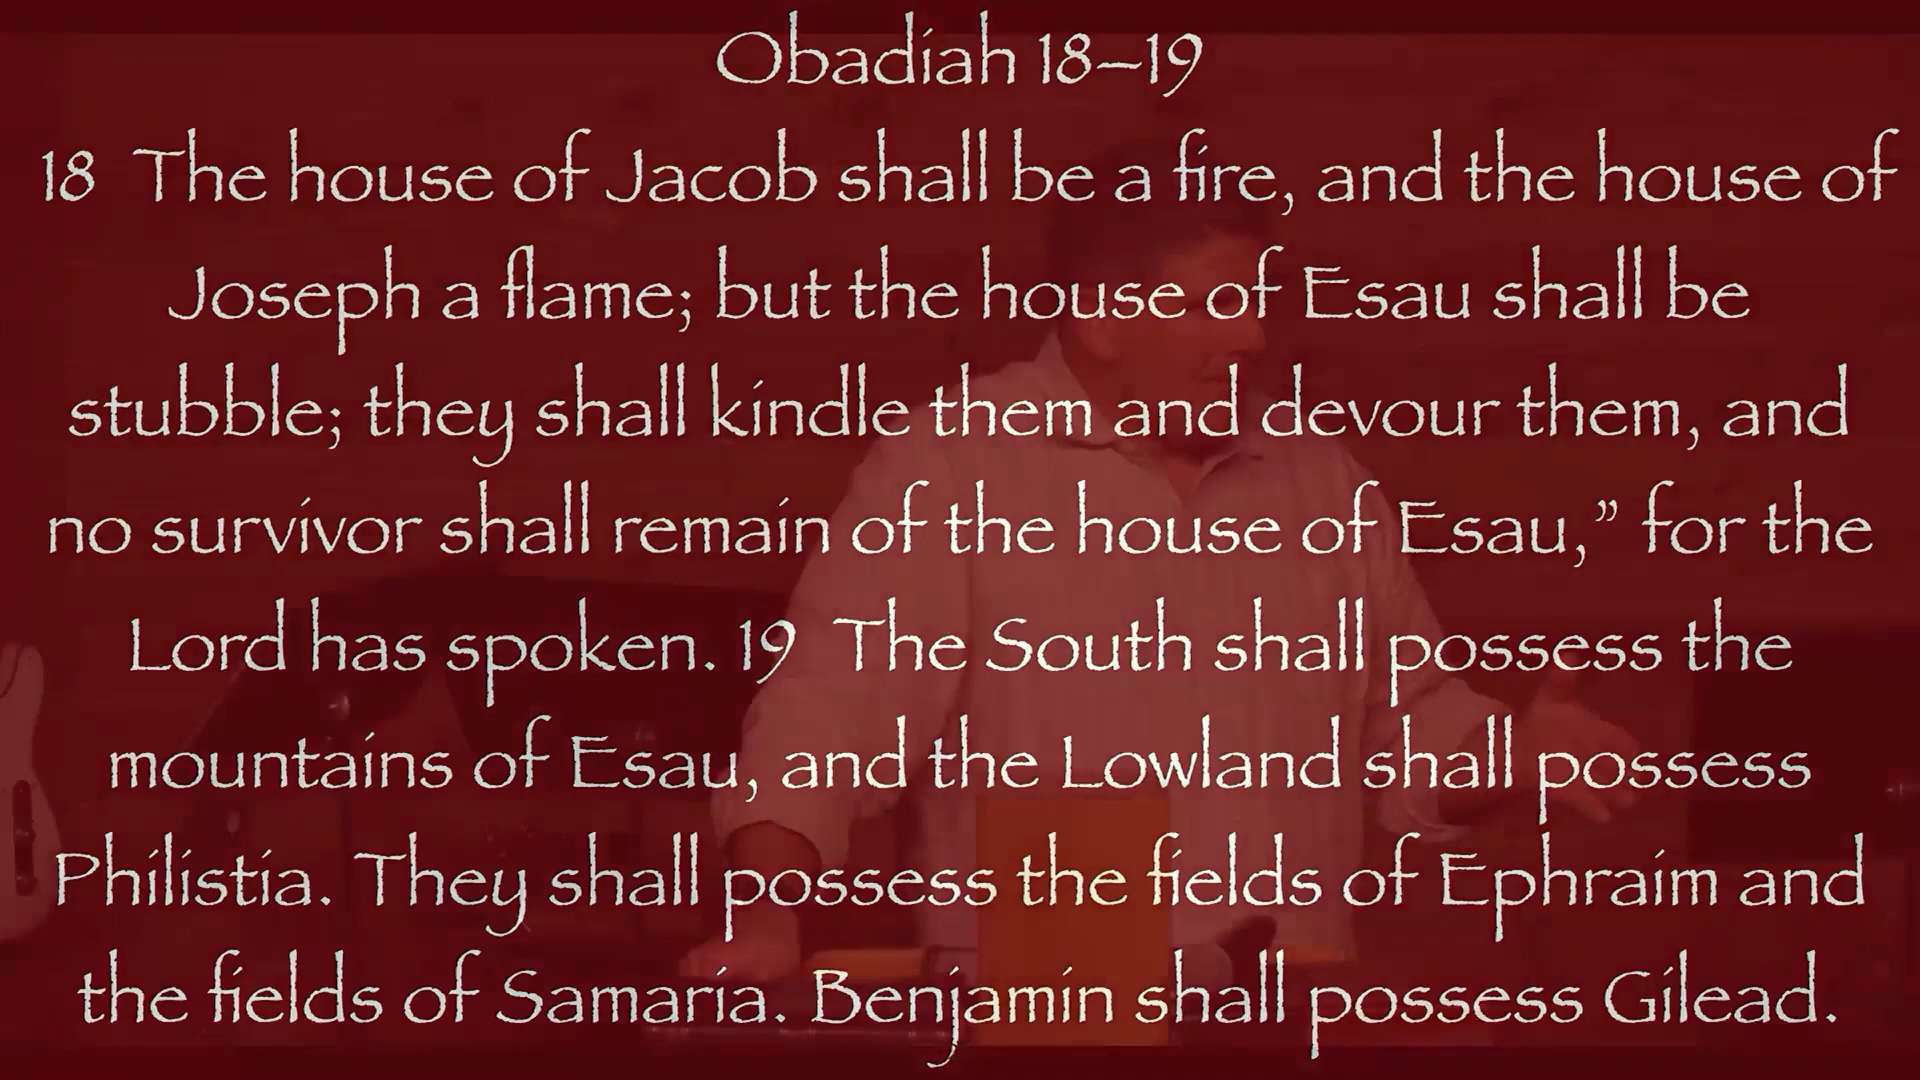 Obadiah 18–19
18 The house of Jacob shall be a fire, and the house of
Joseph a flame; but the house of Esau shall be
stubble; they shall kindle them and devour them, and
no survivor shall remain of the house of Esau,” for the
Lord has spoken. 19 The South shall possess the
mountains of Esau, and the Lowland shall possess
Philistia. They shall possess the fields of Ephraim and
the fields of Samaria. Benjamin shall possess Gilead.